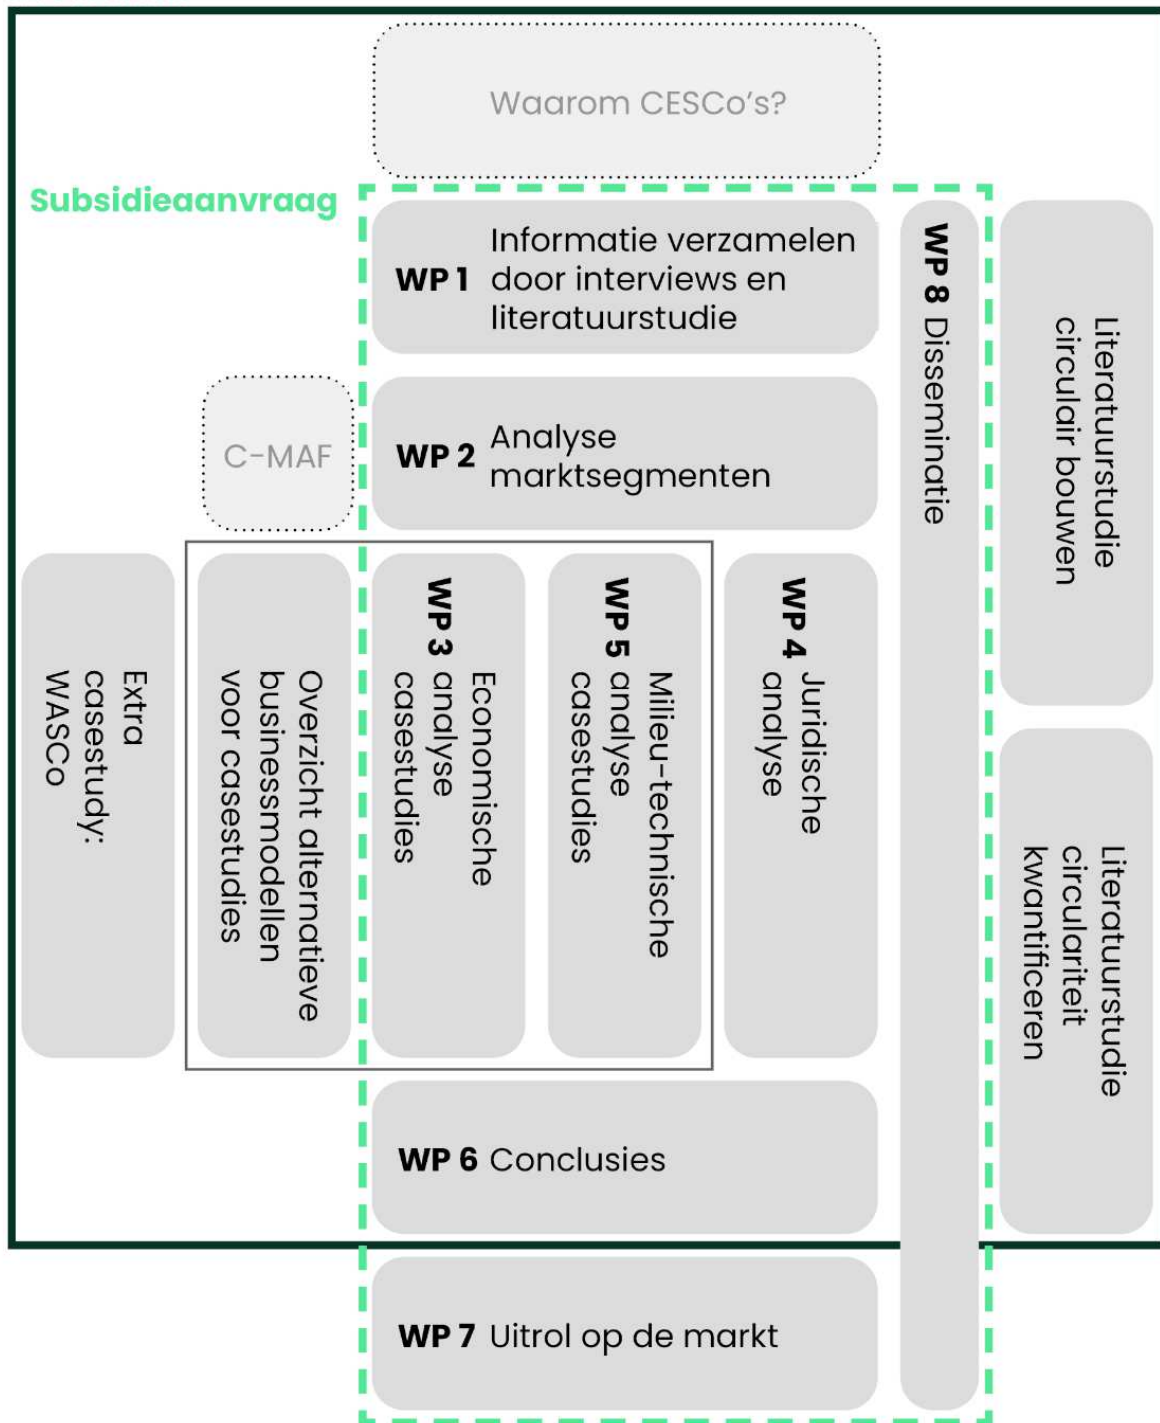 Waarom CESCo's?
Subsidieaanvraag
WP 1
Informatie verzamelen
door interviews en
literatuurstudie
WP 8 Disseminatie
Literatuurstudie
circulair bouwen
C-MAF
WP 2
Analyse
marktsegmenten
Extra
casestudy:
WASCo
Overzicht alternatieve
businessmodellen
voor casestudies
WP 3
Economische
analyse
casestudies
WP 5
Milieu-technische
analyse
casestudies
WP 4
Juridische
analyse
Literatuurstudie
circulariteit
kwantificeren
WP 6 Conclusies
WP 7 Uitrol op de markt